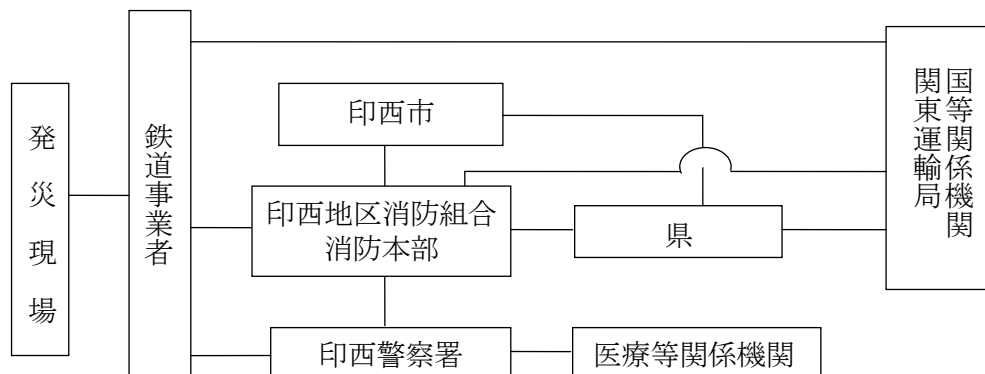 発災現場
鉄道事業者
印西市
印西地区消防組合
消防本部
県
印西警察署
医療等関係機関
国等関係機関
関東運輸局